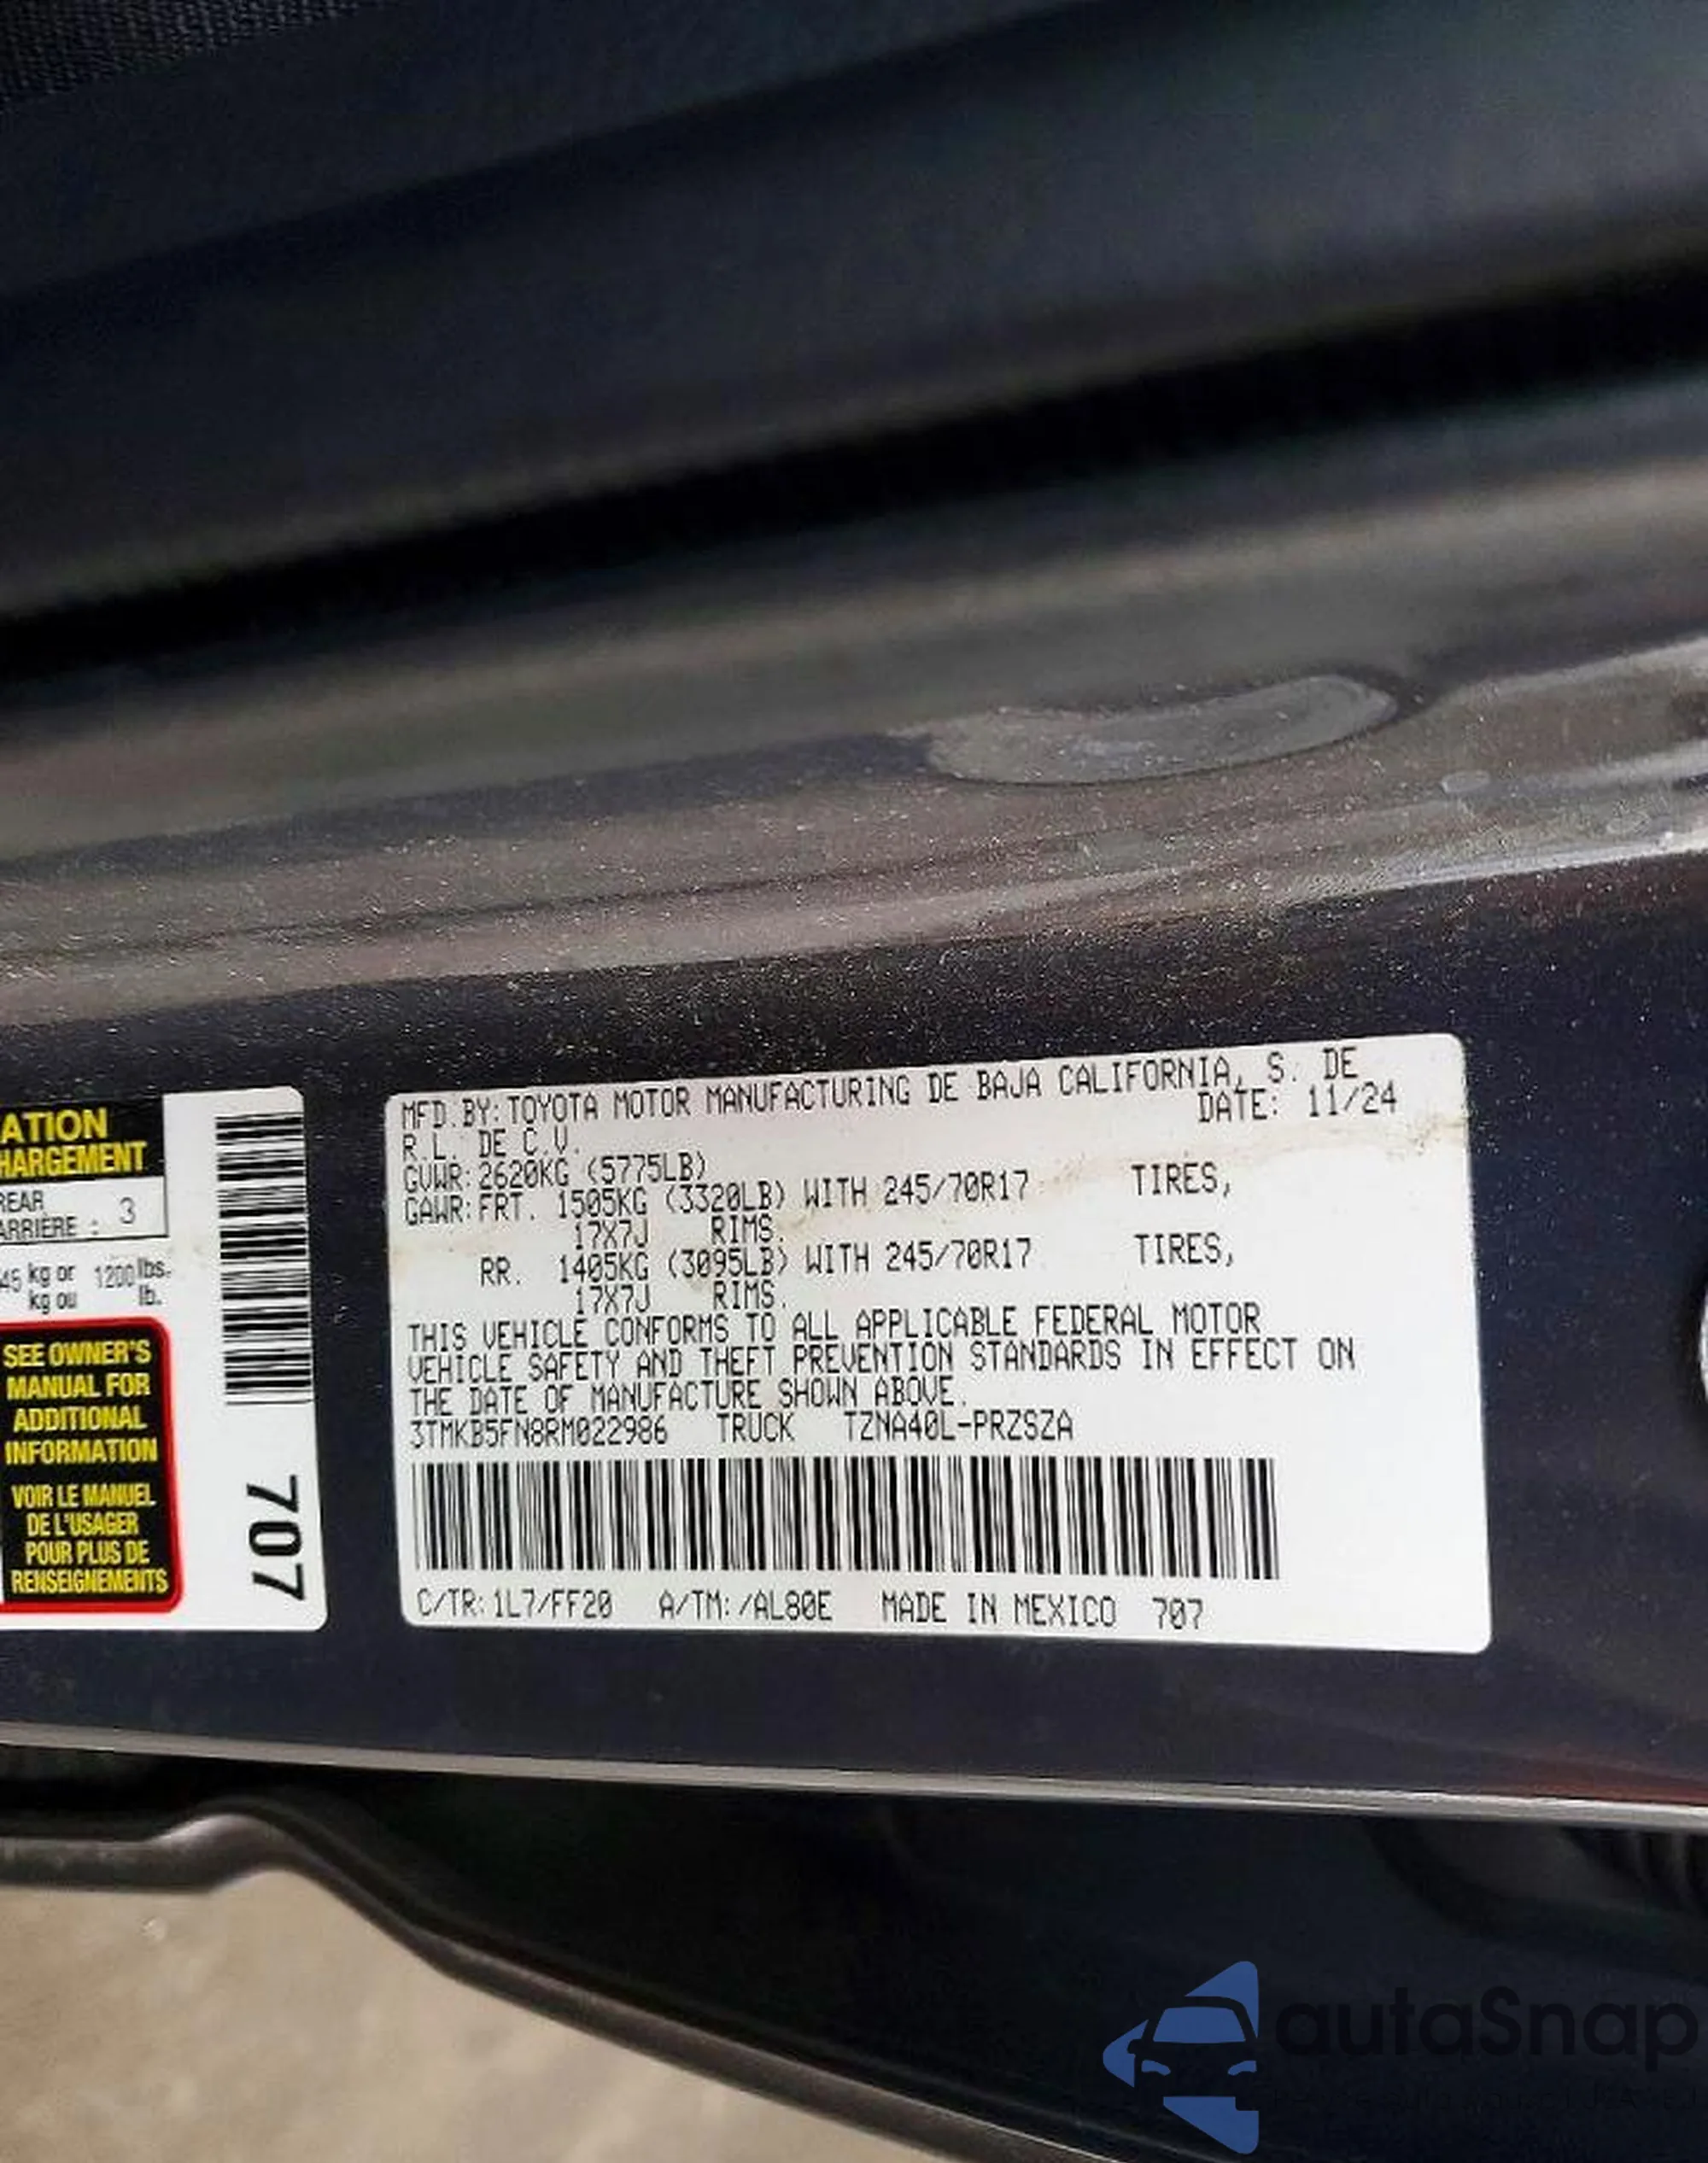 ATION
HARGEMENT
REAR
ARRIÈRE : 3
45 kg or 1200 lbs.
kg ou lb.
SEE OWNER'S
MANUAL FOR
ADDITIONAL
INFORMATION
VOIR LE MANUEL
DE L'USAGER
POUR PLUS DE
RENSEIGNEMENTS
707
MFD.BY:TOYOTA MOTOR MANUFACTURING DE BAJA CALIFORNIA, S. DE
R.L. DE C.V. DATE: 11/24
GVWR:2620KG (5775LB)
GAWR:FRT. 1505KG (3320LB) WITH 245/70R17 TIRES,
17X7J RIMS.
RR. 1405KG (3095LB) WITH 245/70R17 TIRES,
17X7J RIMS.
THIS VEHICLE CONFORMS TO ALL APPLICABLE FEDERAL MOTOR
VEHICLE SAFETY AND THEFT PREVENTION STANDARDS IN EFFECT ON
THE DATE OF MANUFACTURE SHOWN ABOVE.
3TMKB5FN8RM022986 TRUCK TZNA40L-PRZSZA
C/TR:1L7/FF20 A/TM:/AL80E MADE IN MEXICO 707
autaSnap